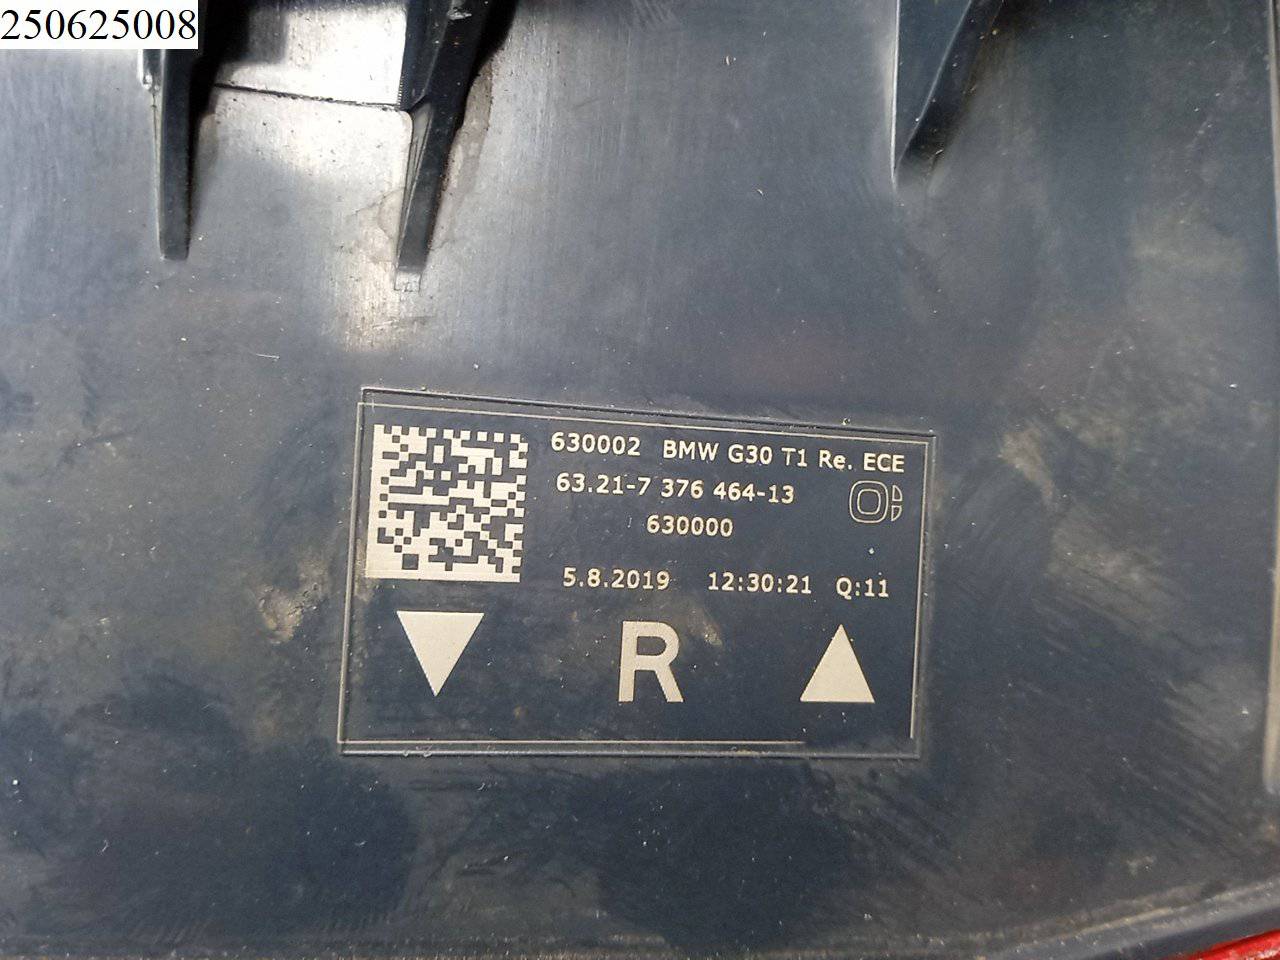 250625008
630002 BMW G30 T1 Re. ECE
63.21-7 376 464-13
630000
5.8.2019 12:30:21 Q:11
R